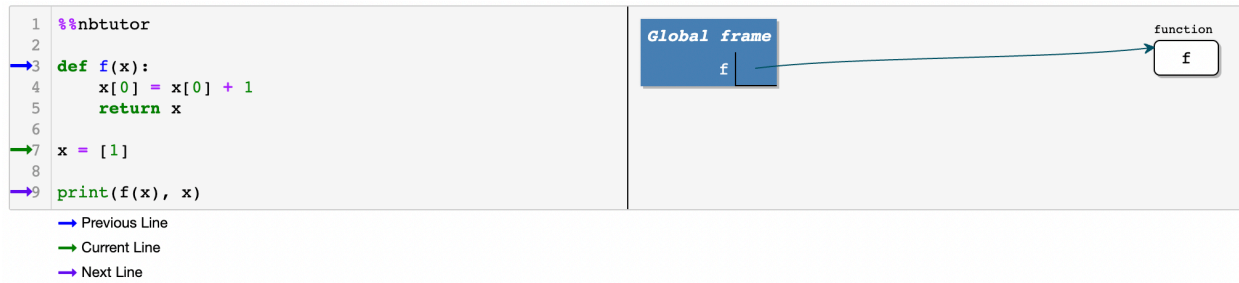 1 %%nbtutor
2
3 def f(x):
4     x[0] = x[0] + 1
5     return x
6
7 x = [1]
8
9 print(f(x), x)
Previous Line
Current Line
Next Line
Global frame
f
function
f